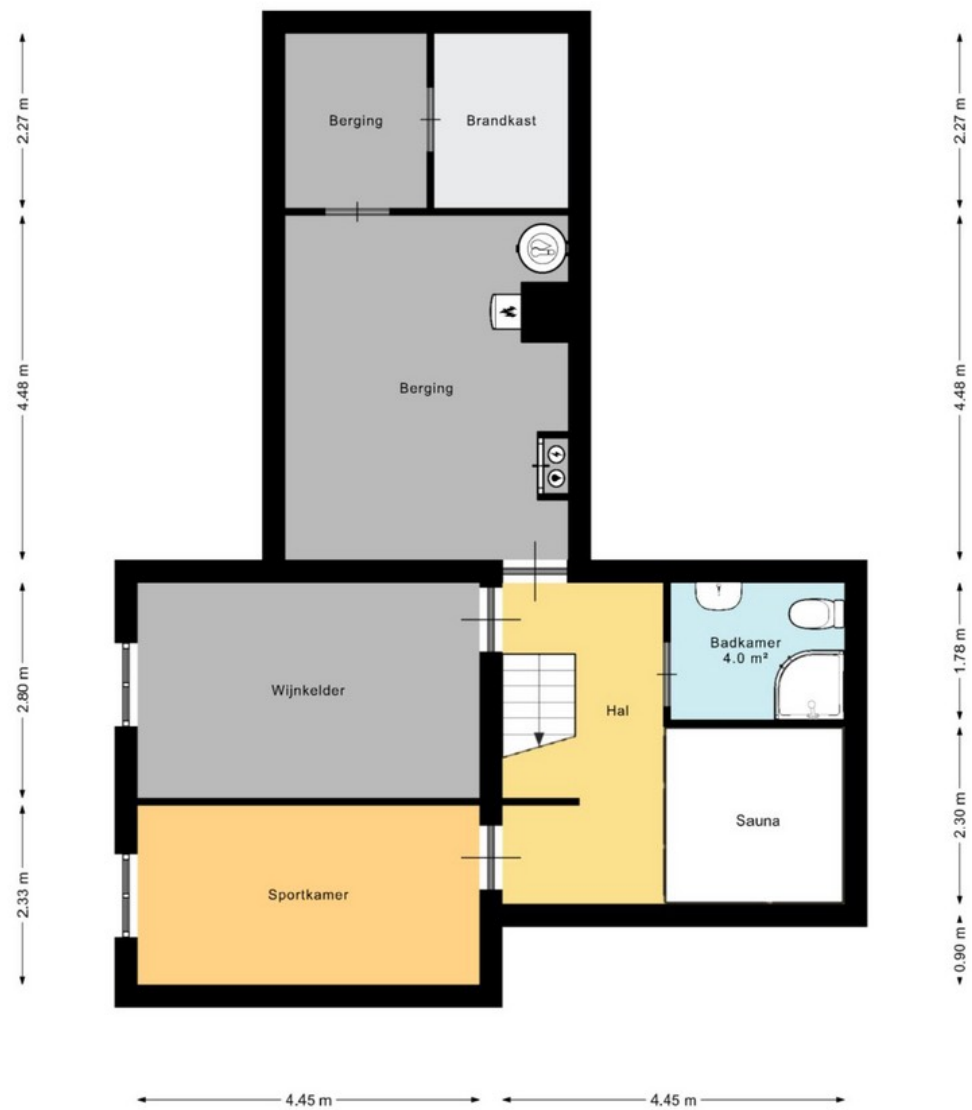 2.27 m
Berging
Brandkast
2.27 m
4.48 m
Berging
4.48 m
2.80 m
Wijnkelder
Hal
Badkamer
4.0 m²
1.78 m
2.33 m
Sportkamer
Sauna
2.30 m
0.90 m
4.45 m
4.45 m